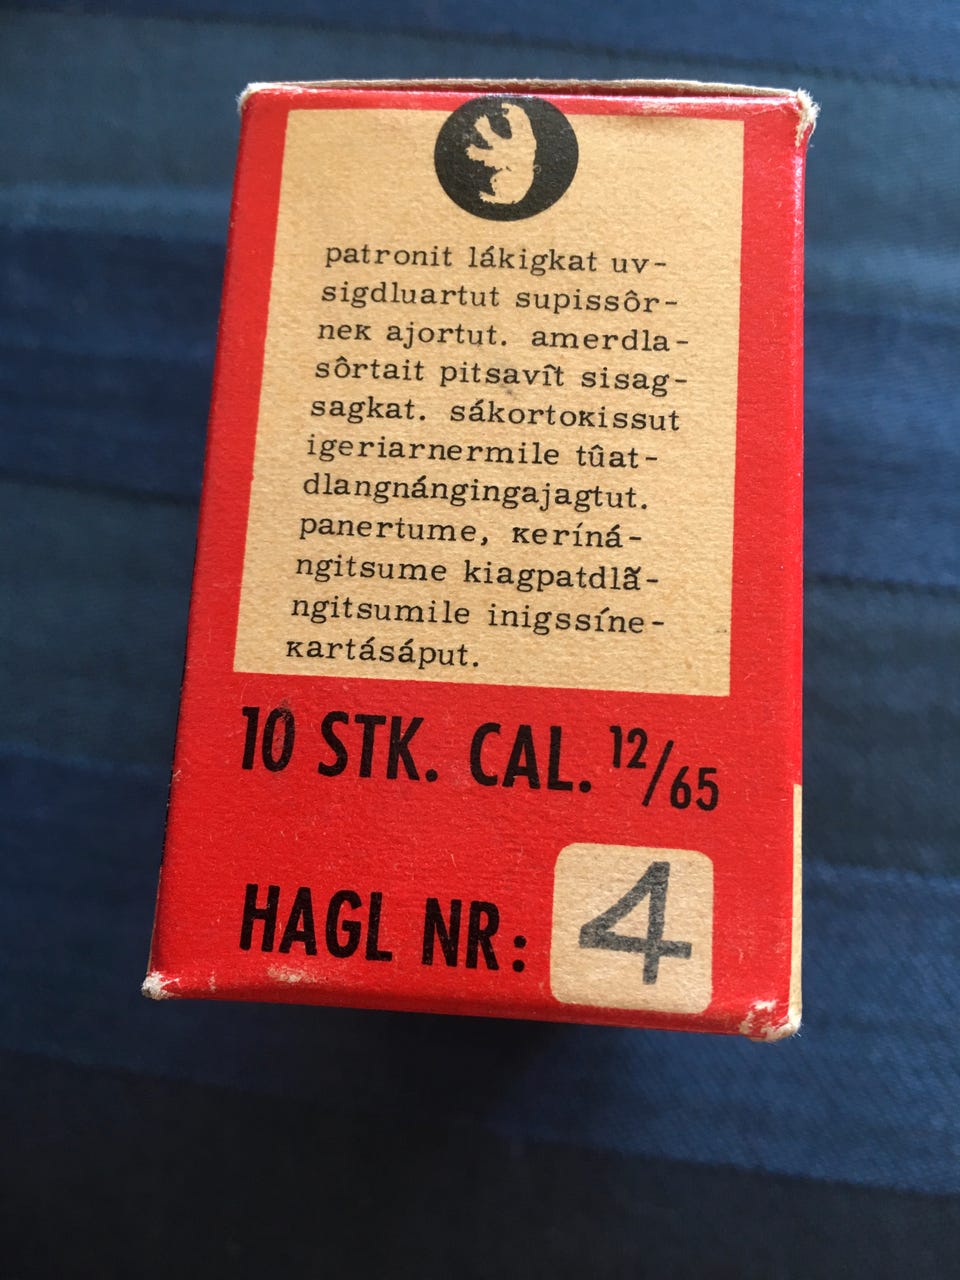 patronit lákigkat uv-
sigdluartut supissôr-
neĸ ajortut. amerdla-
sôrtait pitsavît sisag-
sagkat. sákortoĸissut
igeriarnermile tûat-
dlangnángingajagtut.
panertume, ĸeríná-
ngitsume kiagpatdlã-
ngitsumile inigssíne-
ĸartásáput.
10 STK. CAL. 12/65
HAGL NR: 4